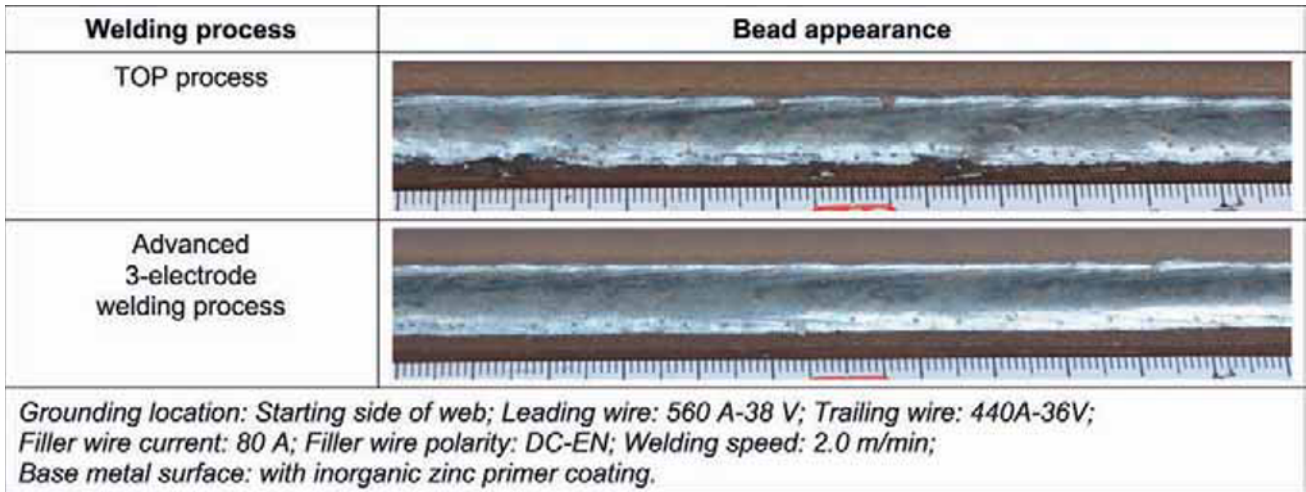 Welding process
Bead appearance
TOP process
Advanced
3-electrode
welding process
Grounding location: Starting side of web; Leading wire: 560 A-38 V; Trailing wire: 440A-36V;
Filler wire current: 80 A; Filler wire polarity: DC-EN; Welding speed: 2.0 m/min;
Base metal surface: with inorganic zinc primer coating.